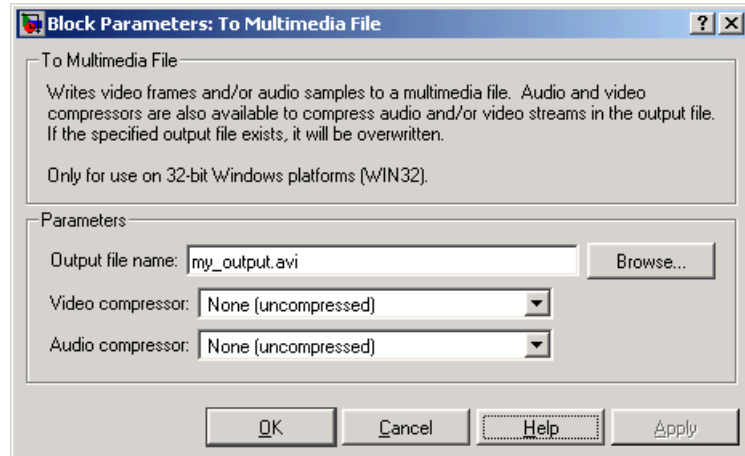 Block Parameters: To Multimedia File
To Multimedia File
Writes video frames and/or audio samples to a multimedia file. Audio and video
compressors are also available to compress audio and/or video streams in the output file.
If the specified output file exists, it will be overwritten.
Only for use on 32-bit Windows platforms (WIN32).
Parameters
Output file name: my_output.avi Browse...
Video compressor: None (uncompressed)
Audio compressor: None (uncompressed)
OK Cancel Help Apply